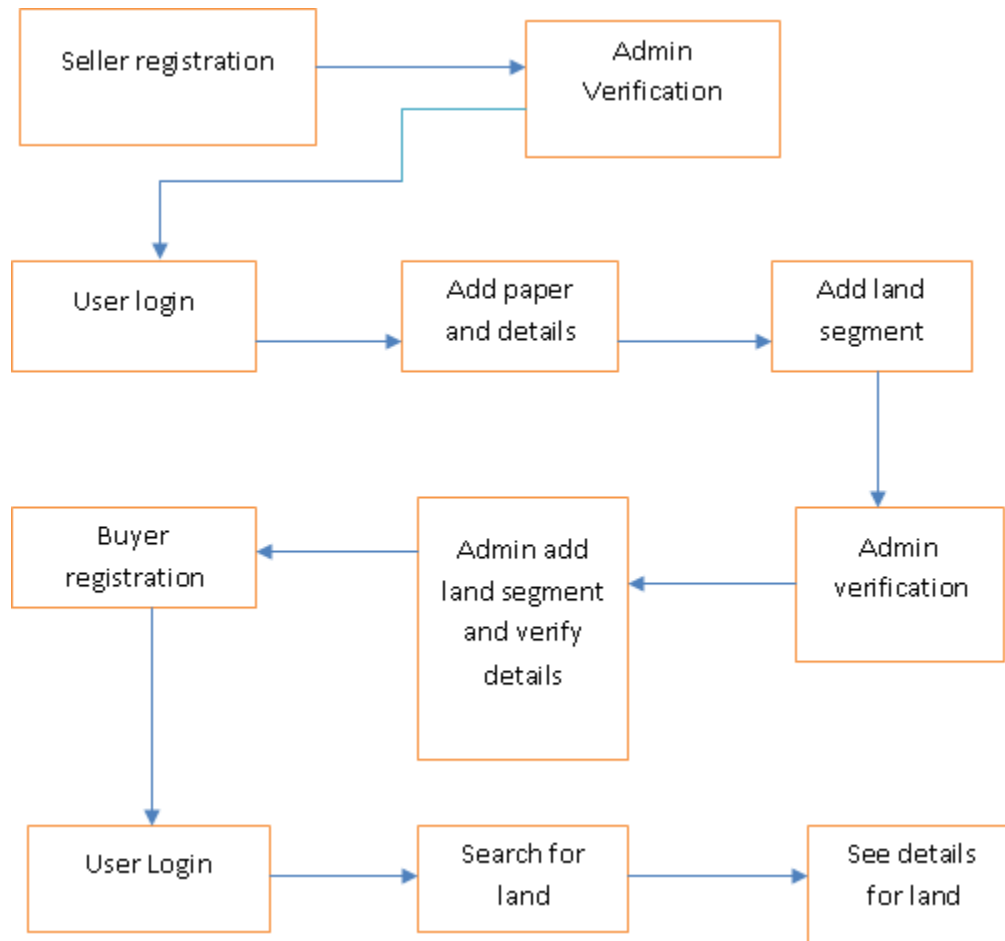 Seller registration
Admin
Verification
User login
Add paper
and details
Add land
segment
Buyer
registration
Admin add
land segment
and verify
details
Admin
verification
User Login
Search for
land
See details
for land